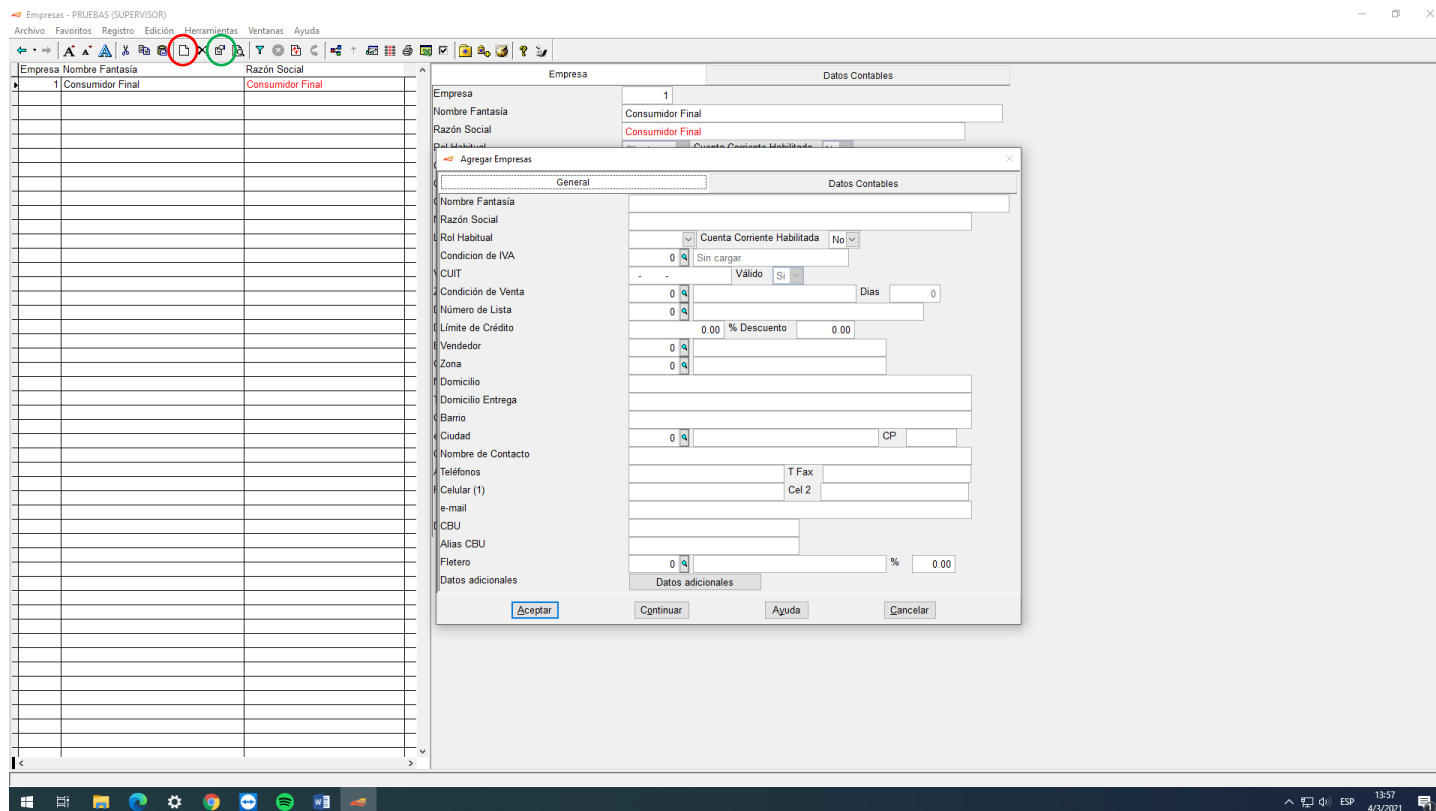 Empresas - PRUEBAS (SUPERVISOR)
Archivo Favoritos Registro Edición Herramientas Ventanas Ayuda
Empresa Nombre Fantasía Razón Social
1 Consumidor Final Consumidor Final
Empresa Datos Contables
Empresa 1
Nombre Fantasía Consumidor Final
Razón Social Consumidor Final
Agregar Empresas
General Datos Contables
Nombre Fantasía
Razón Social
Rol Habitual Cuenta Corriente Habilitada No
Condicion de IVA 0 Sin cargar
CUIT - - Válido Si
Condición de Venta 0 Dias 0
Número de Lista 0
Límite de Crédito 0.00 % Descuento 0.00
Vendedor 0
Zona 0
Domicilio
Domicilio Entrega
Barrio
Ciudad 0 CP
Nombre de Contacto
Teléfonos T Fax
Celular (1) Cel 2
e-mail
CBU
Alias CBU
Fletero 0 % 0.00
Datos adicionales Datos adicionales
Aceptar Continuar Ayuda Cancelar
ESP 13:57
4/3/2021